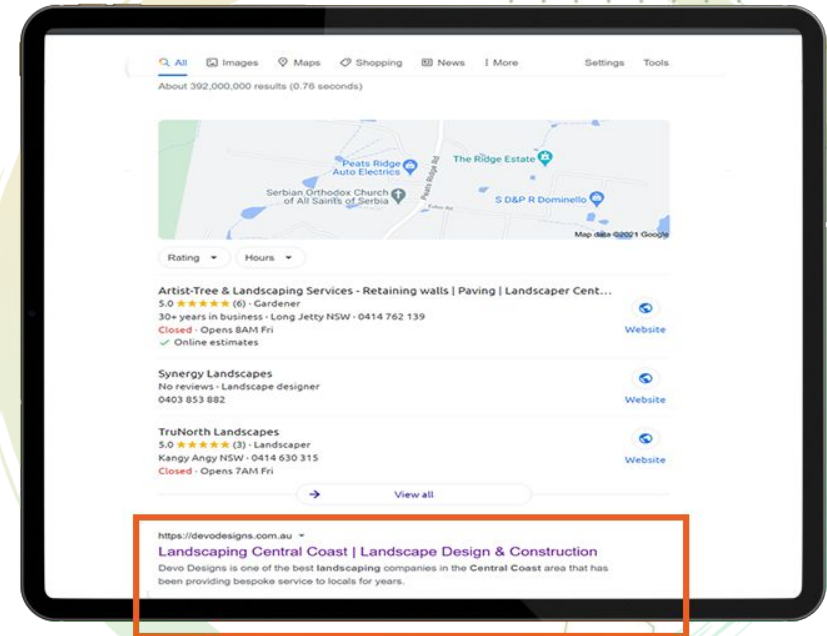 All Images Maps Shopping News More Settings Tools
About 392,000,000 results (0.76 seconds)
Peats Ridge
Auto Electrics
The Ridge Estate
Peats Ridge Rd
Serbian Orthodox Church
of All Saints of Serbia
S D&P R Dominello
Map data ©2021 Google
Rating Hours
Artist-Tree & Landscaping Services - Retaining walls | Paving | Landscaper Cent...
5.0 ★★★★★ (6) · Gardener
30+ years in business · Long Jetty NSW · 0414 762 139
Website
Closed · Opens 8AM Fri
✓ Online estimates
Synergy Landscapes
No reviews · Landscape designer
0403 853 882
Website
TruNorth Landscapes
5.0 ★★★★★ (3) · Landscaper
Kangy Angy NSW · 0414 630 315
Website
Closed · Opens 7AM Fri
→ View all
https://devodesigns.com.au
Landscaping Central Coast | Landscape Design & Construction
Devo Designs is one of the best landscaping companies in the Central Coast area that has
been providing bespoke service to locals for years.